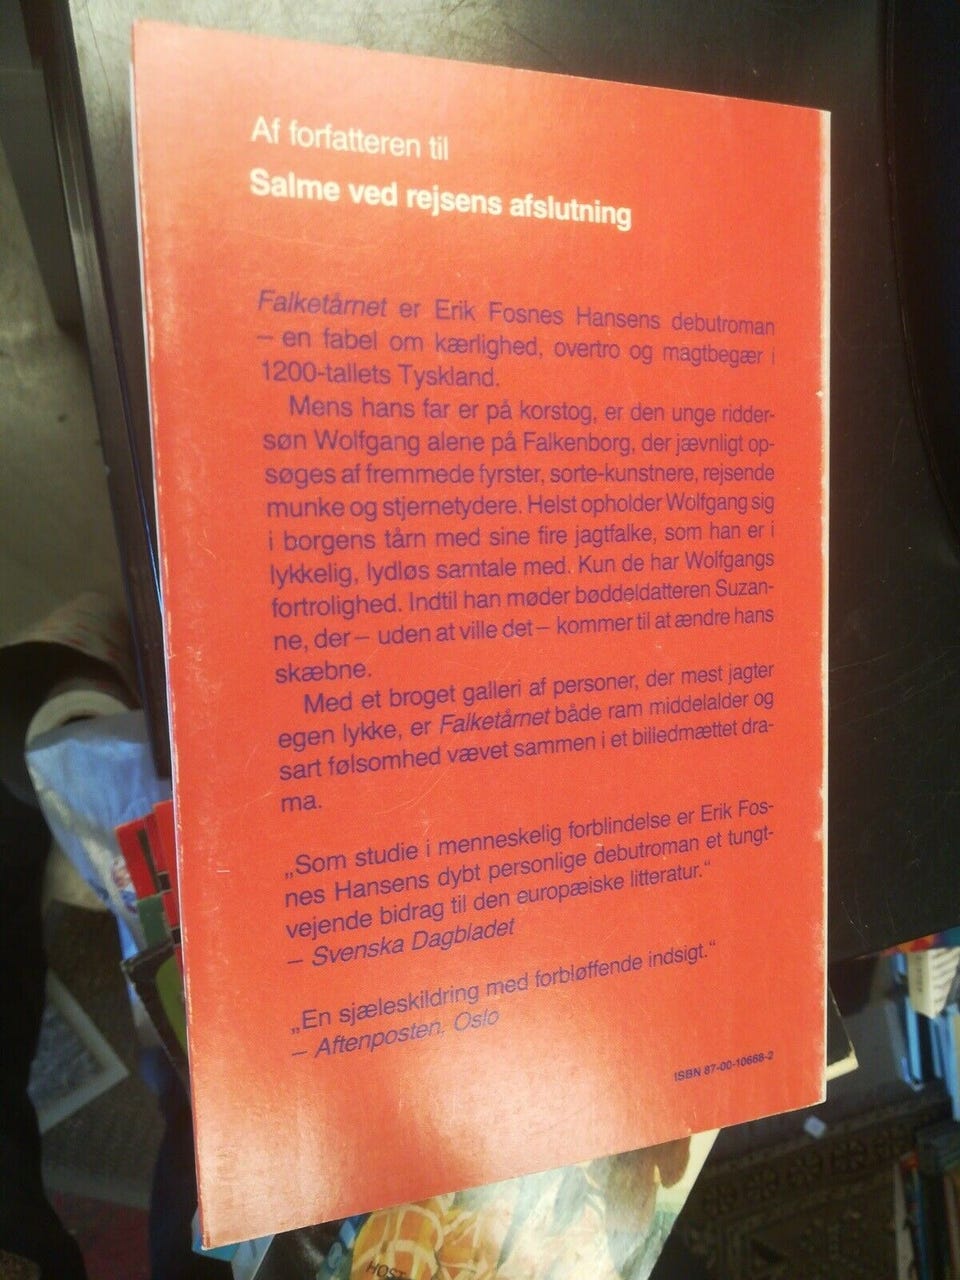 Af forfatteren til
Salme ved rejsens afslutning
Falketårnet er Erik Fosnes Hansens debutroman
– en fabel om kærlighed, overtro og magtbegær i
1200-tallets Tyskland.
Mens hans far er på korstog, er den unge ridder-
søn Wolfgang alene på Falkenborg, der jævnligt op-
søges af fremmede fyrster, sorte-kunstnere, rejsende
munke og stjernetydere. Helst opholder Wolfgang sig
i borgens tårn med sine fire jagtfalke, som han er i
lykkelig, lydløs samtale med. Kun de har Wolfgangs
fortrolighed. Indtil han møder bøddeldatteren Suzan-
ne, der – uden at ville det – kommer til at ændre hans
skæbne.
Med et broget galleri af personer, der mest jagter
egen lykke, er Falketårnet både ram middelalder og
sart følsomhed vævet sammen i et billedmættet dra-
ma.
„Som studie i menneskelig forblindelse er Erik Fos-
nes Hansens dybt personlige debutroman et tungt-
vejende bidrag til den europæiske litteratur.“
– Svenska Dagbladet
„En sjæleskildring med forbløffende indsigt.“
– Aftenposten, Oslo
ISBN 87-00-10668-2
HOST